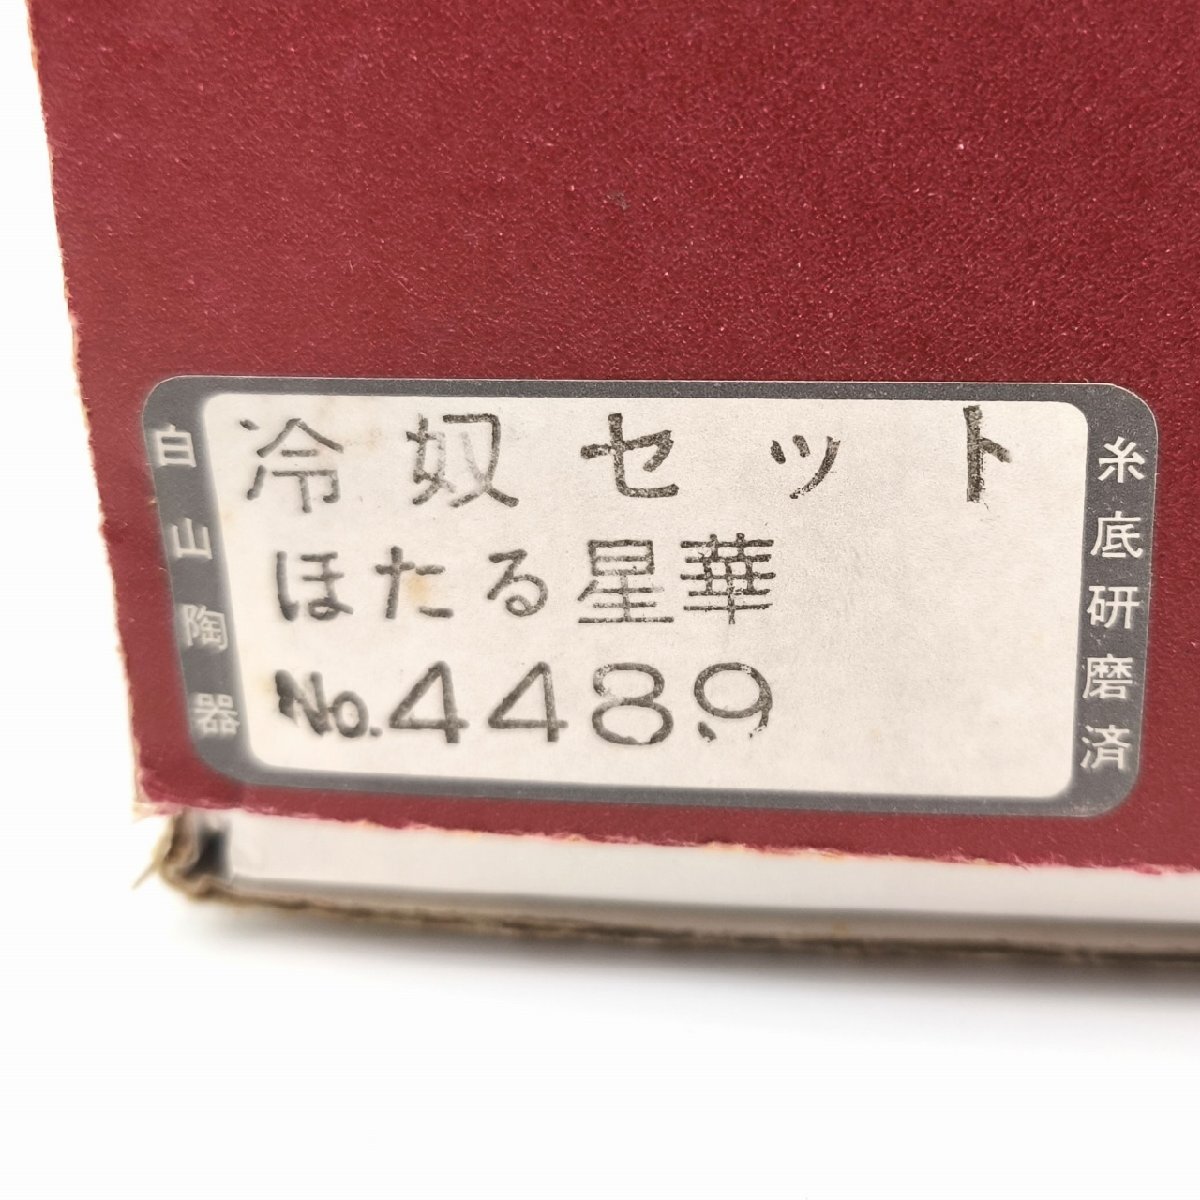 白山陶器
冷奴セット
ほたる星華
No.4489
糸底研磨済